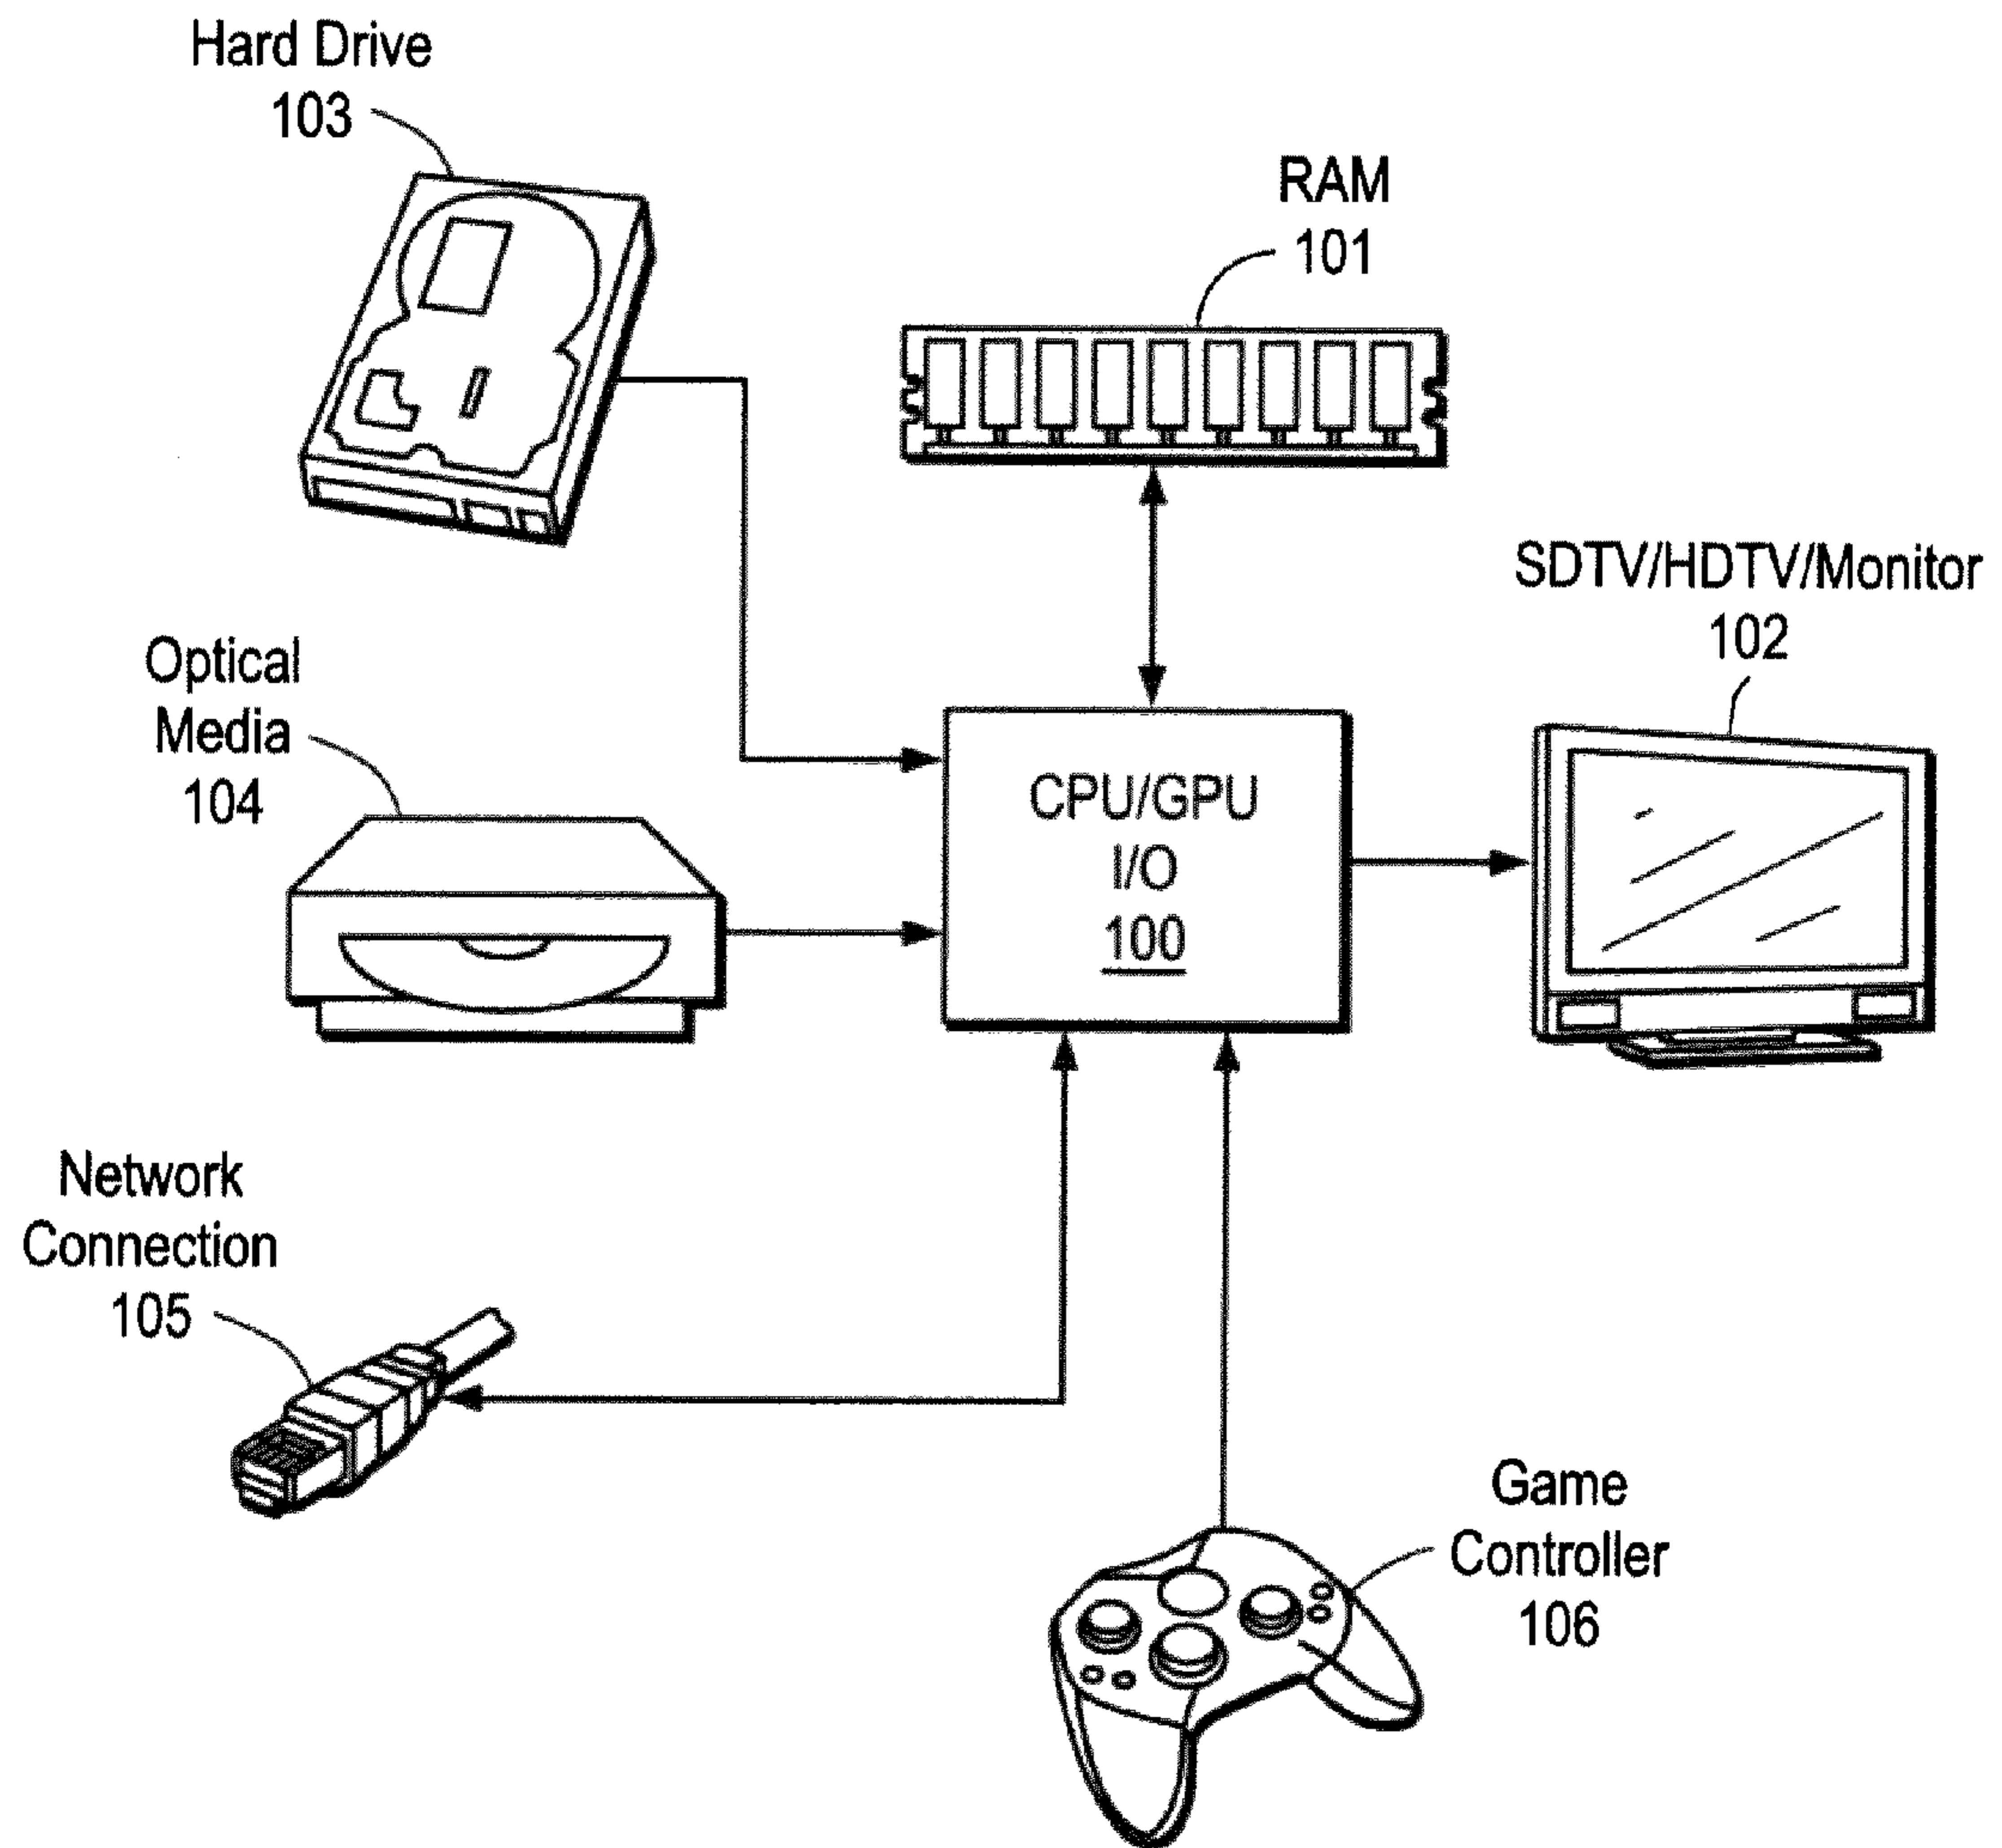 Hard Drive
103
RAM
101
SDTV/HDTV/Monitor
102
Optical
Media
104
CPU/GPU
I/O
100
Network
Connection
105
Game
Controller
106